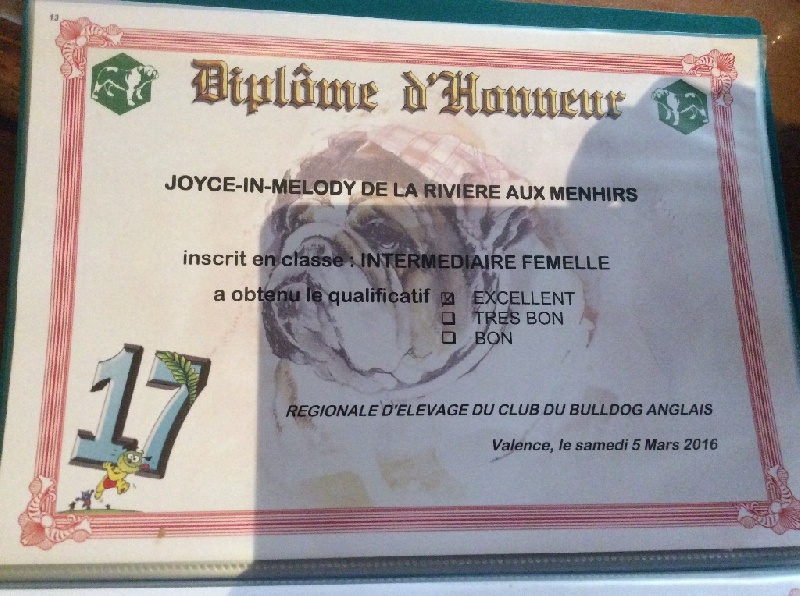 13
Diplôme d'Honneur
JOYCE-IN-MELODY DE LA RIVIERE AUX MENHIRS
inscrit en classe : INTERMEDIAIRE FEMELLE
a obtenu le qualificatif ☒ EXCELLENT
☐ TRES BON
☐ BON
17
REGIONALE D'ELEVAGE DU CLUB DU BULLDOG ANGLAIS
Valence, le samedi 5 Mars 2016